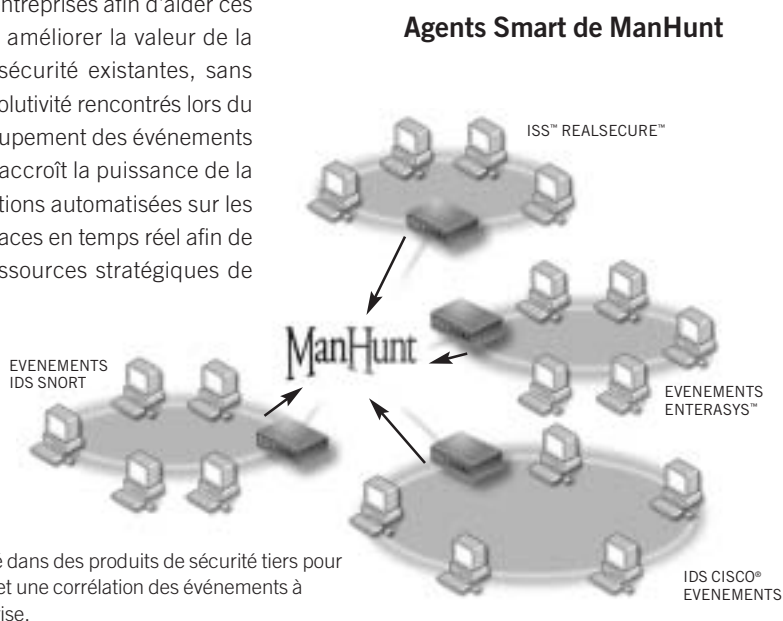 ntreprises afin d'aider ces
améliorer la valeur de la
sécurité existantes, sans
olutivité rencontrés lors du
oupement des événements
accroît la puissance de la
tions automatisées sur les
aces en temps réel afin de
essources stratégiques de
Agents Smart de ManHunt
ISS™ REALSECURE™
ManHunt
EVENEMENTS
IDS SNORT
EVENEMENTS
ENTERASYS™
IDS CISCO®
EVENEMENTS
é dans des produits de sécurité tiers pour
et une corrélation des événements à
ise.